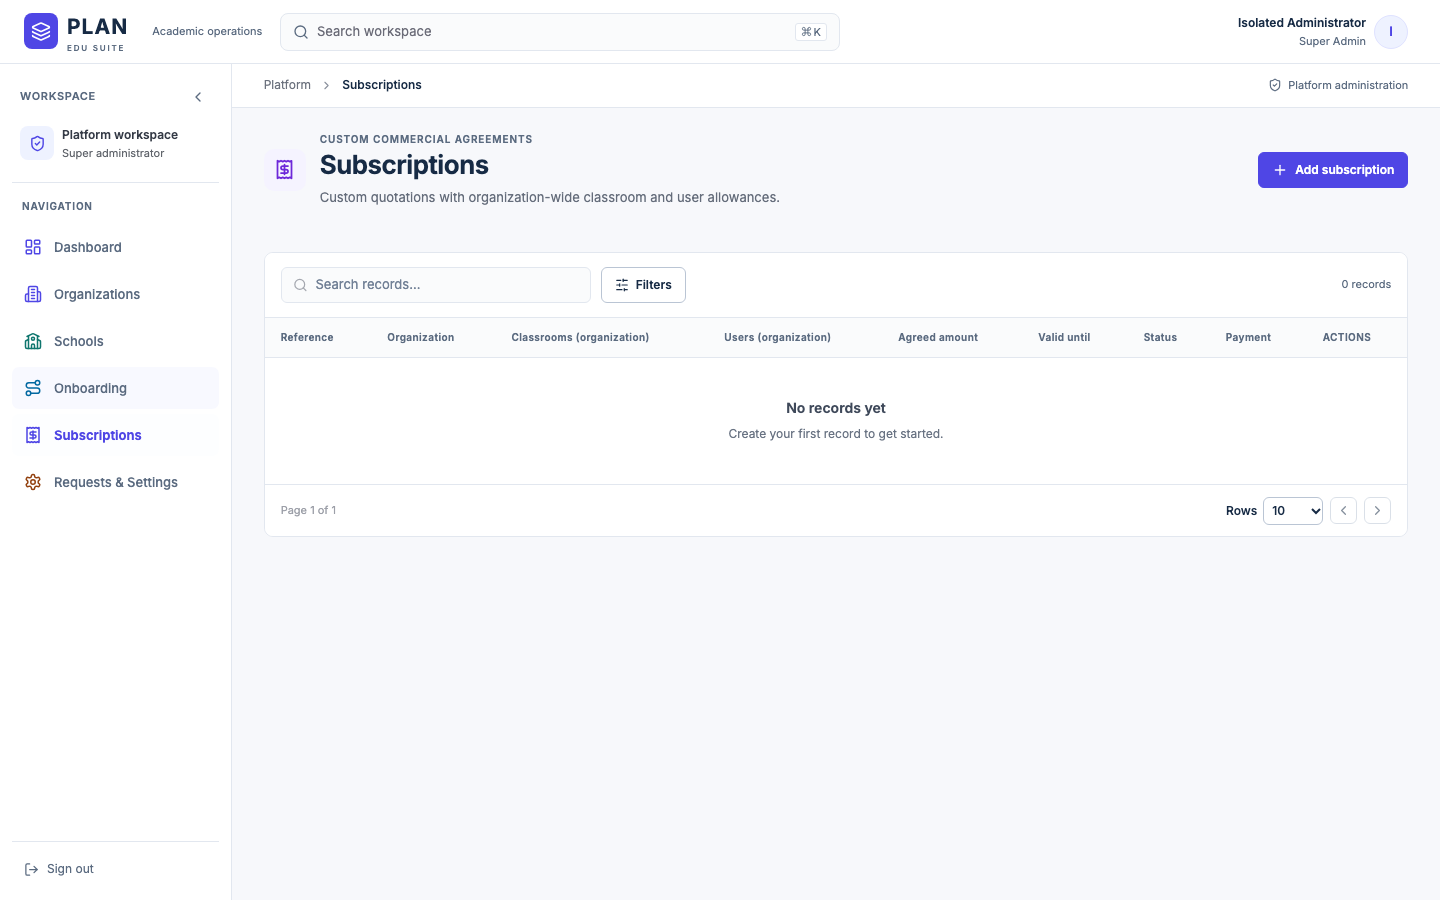 PLAN
EDU SUITE
Academic operations
Search workspace
⌘K
Isolated Administrator
Super Admin
I
WORKSPACE
Platform workspace
Super administrator
NAVIGATION
Dashboard
Organizations
Schools
Onboarding
Subscriptions
Requests & Settings
Sign out
Platform
Subscriptions
Platform administration
CUSTOM COMMERCIAL AGREEMENTS
Subscriptions
Custom quotations with organization-wide classroom and user allowances.
Add subscription
Search records...
Filters
0 records
Reference Organization Classrooms (organization) Users (organization) Agreed amount Valid until Status Payment ACTIONS
No records yet
Create your first record to get started.
Page 1 of 1
Rows 10